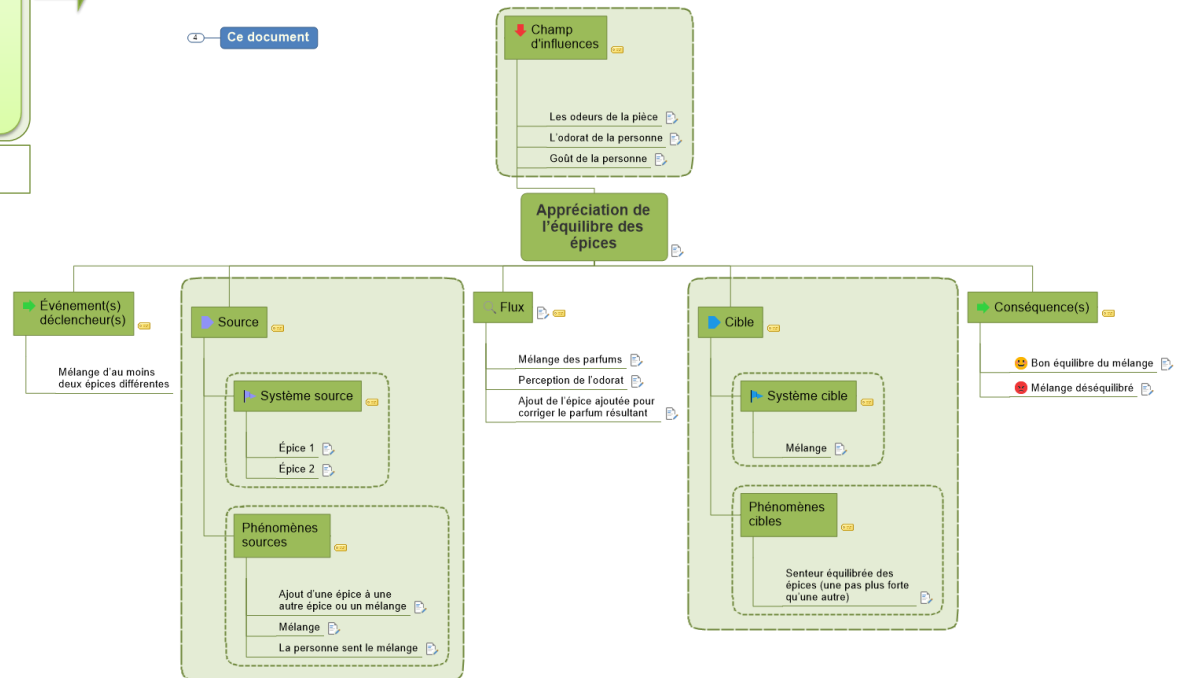 4
Ce document
Champ
d'influences
Les odeurs de la pièce
L'odorat de la personne
Goût de la personne
Appréciation de
l'équilibre des
épices
Événement(s)
déclencheur(s)
Mélange d'au moins
deux épices différentes
Source
Système source
Épice 1
Épice 2
Phénomènes
sources
Ajout d'une épice à une
autre épice ou un mélange
Mélange
La personne sent le mélange
Flux
Mélange des parfums
Perception de l'odorat
Ajout de l'épice ajoutée pour
corriger le parfum résultant
Cible
Système cible
Mélange
Phénomènes
cibles
Senteur équilibrée des
épices (une pas plus forte
qu'une autre)
Conséquence(s)
Bon équilibre du mélange
Mélange déséquilibré